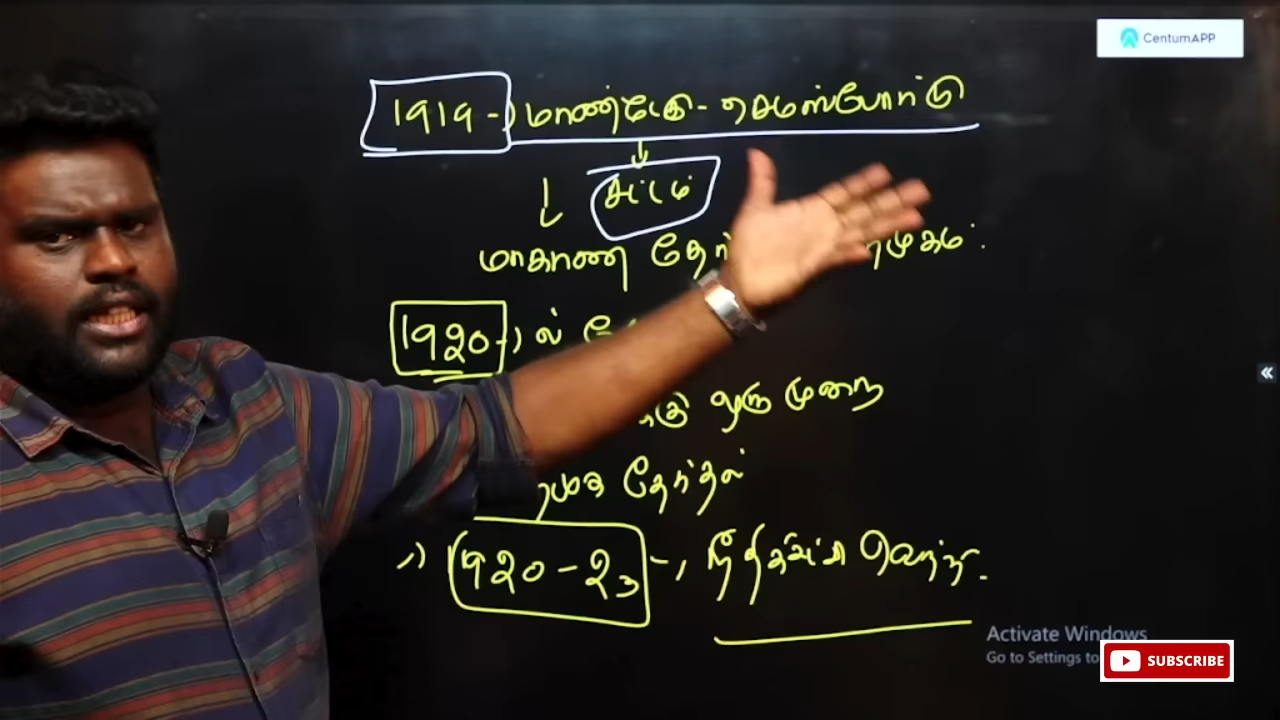 CentumAPP
1919 -> மாண்டேகு - செம்ஸ்போர்டு
சட்டம்
மாகாண
1920 -> ல்
ஒரு முறை
தேர்தல்
-> 1920 - 23 -> நீதிகட்சி வெற்றி.
Activate Windows
Go to Settings to
SUBSCRIBE